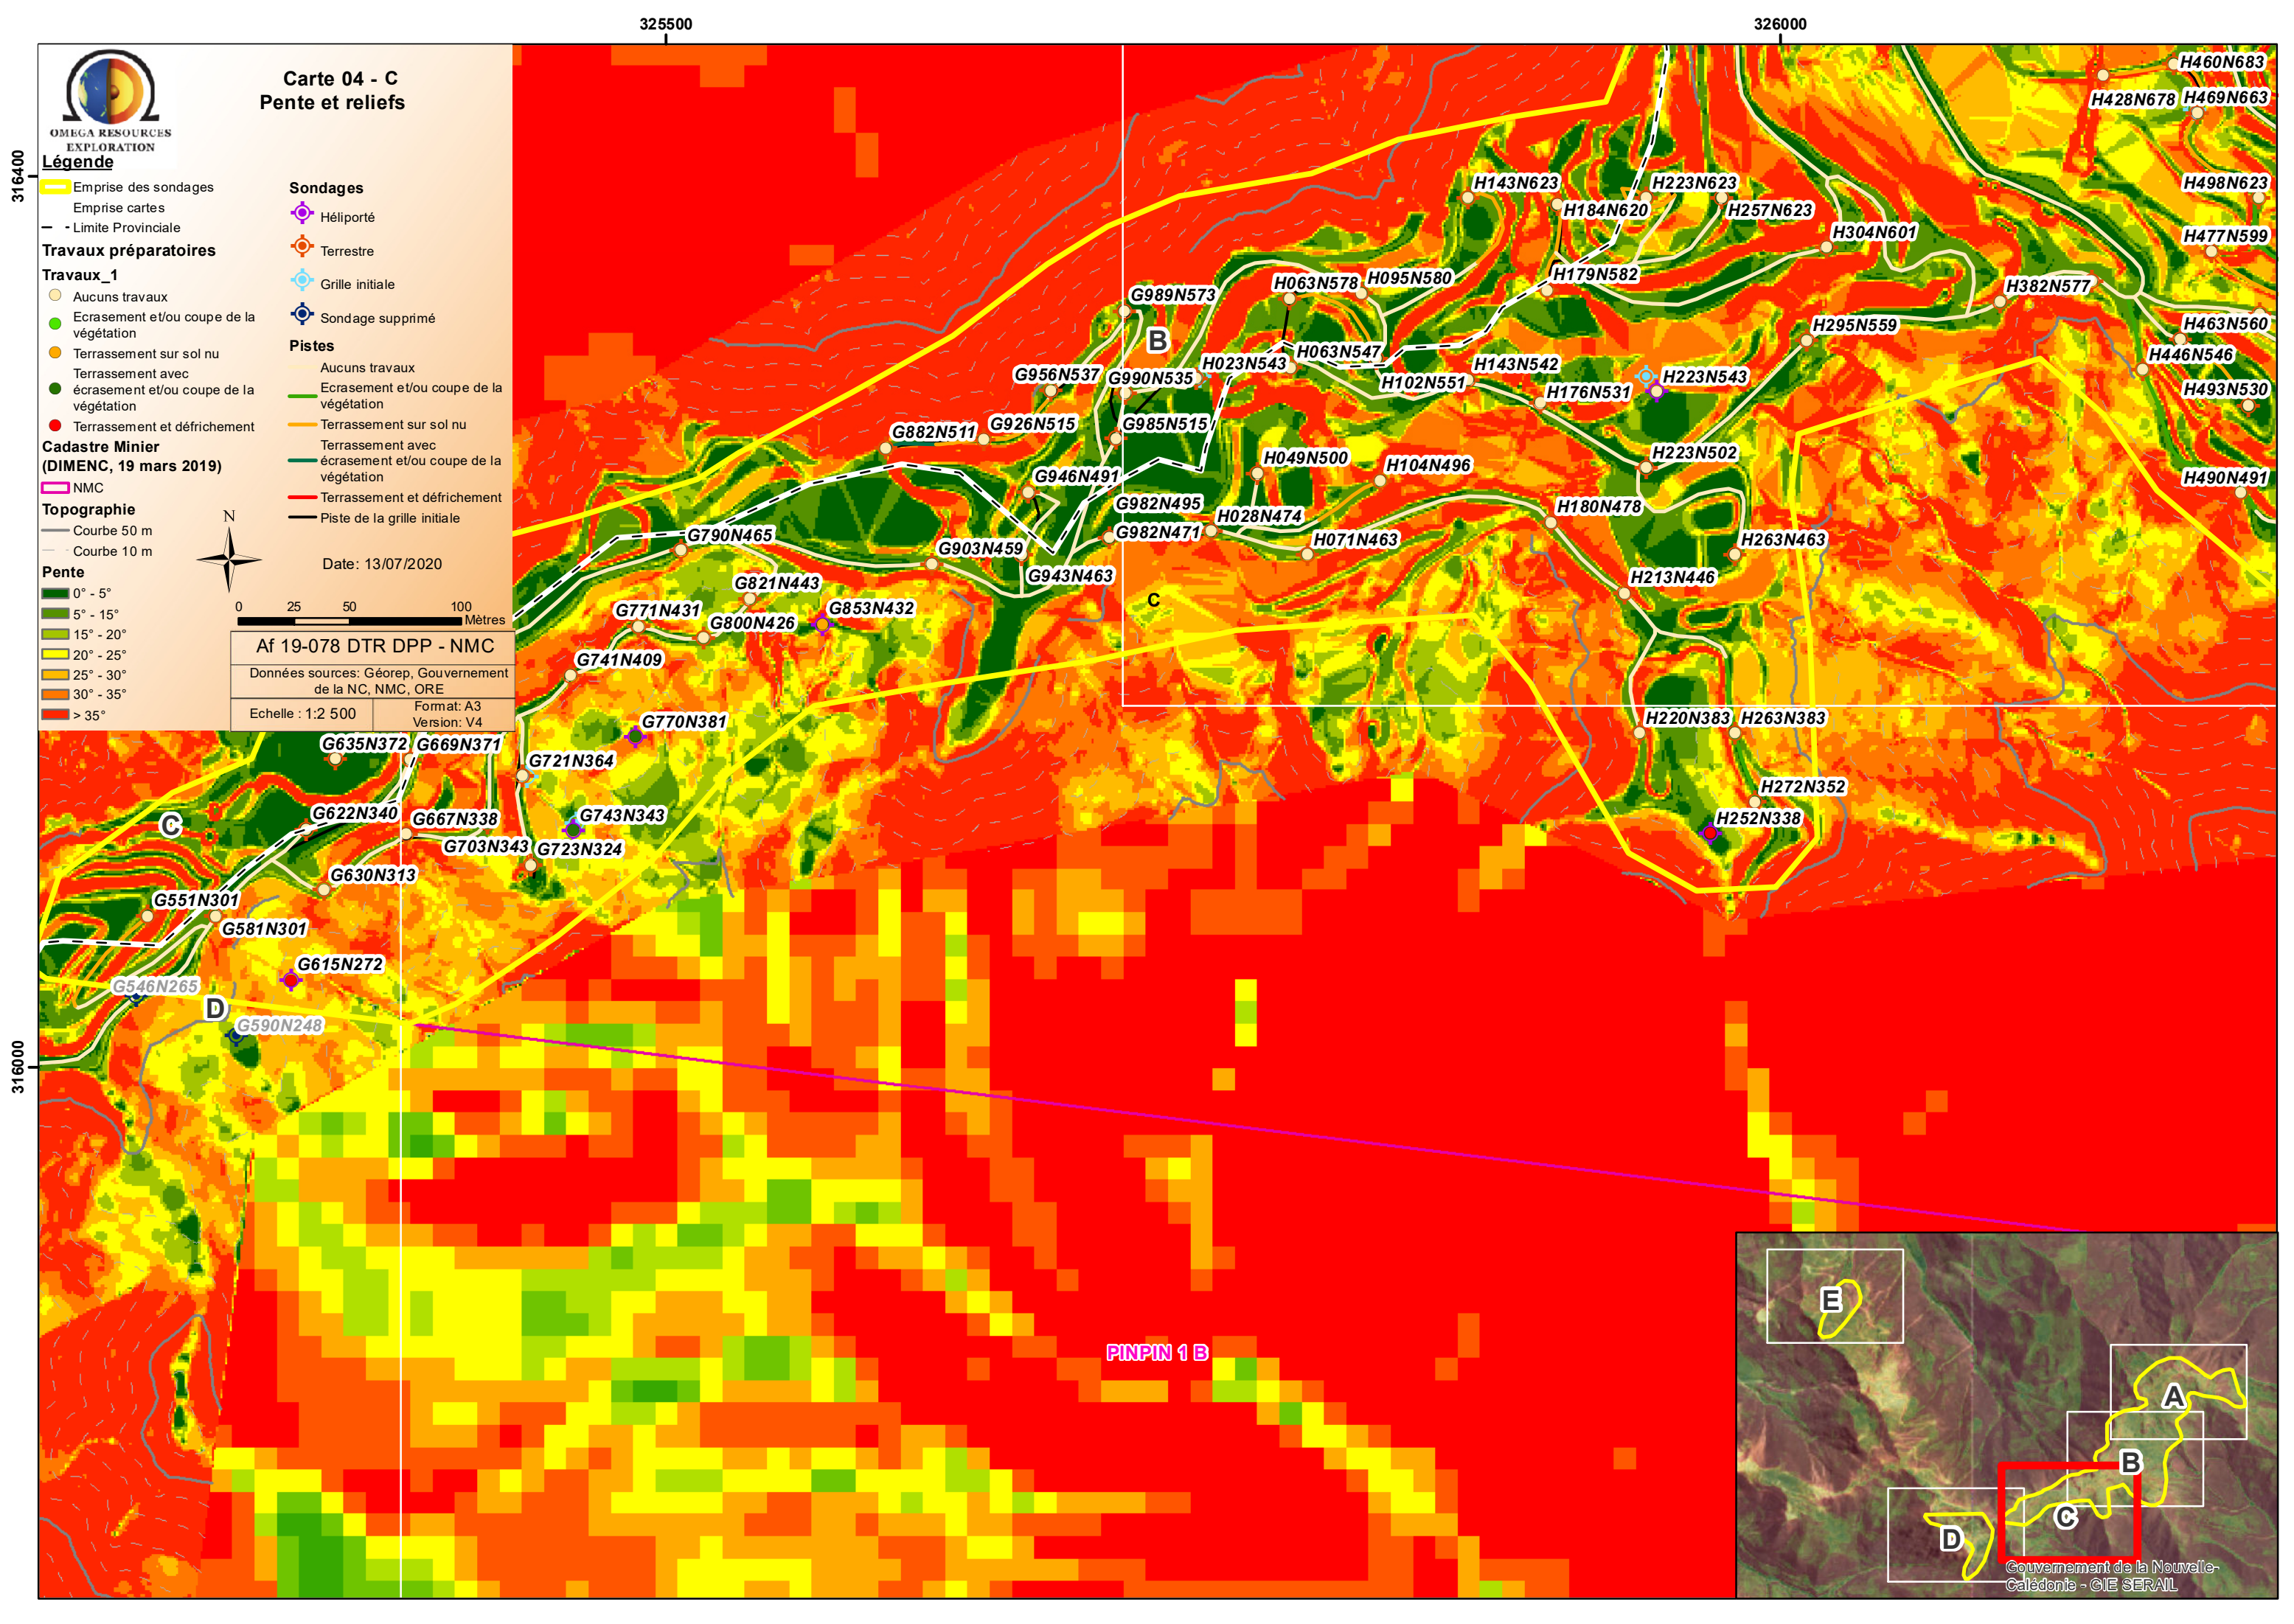 325500
326000
316400
316000
OMEGA RESOURCES
EXPLORATION
Carte 04 - C
Pente et reliefs
Légende
Emprise des sondages
Emprise cartes
Limite Provinciale
Travaux préparatoires
Travaux_1
Aucuns travaux
Ecrasement et/ou coupe de la
végétation
Terrassement sur sol nu
Terrassement avec
écrasement et/ou coupe de la
végétation
Terrassement et défrichement
Cadastre Minier
(DIMENC, 19 mars 2019)
NMC
Topographie
Courbe 50 m
Courbe 10 m
Pente
0° - 5°
5° - 15°
15° - 20°
20° - 25°
25° - 30°
30° - 35°
> 35°
Sondages
Héliporté
Terrestre
Grille initiale
Sondage supprimé
Pistes
Aucuns travaux
Ecrasement et/ou coupe de la
végétation
Terrassement sur sol nu
Terrassement avec
écrasement et/ou coupe de la
végétation
Terrassement et défrichement
Piste de la grille initiale
N
Date: 13/07/2020
0 25 50 100
Mètres
Af 19-078 DTR DPP - NMC
Données sources: Géorep, Gouvernement
de la NC, NMC, ORE
Echelle : 1:2 500
Format: A3
Version: V4
H460N683
H428N678
H469N663
H143N623
H223N623
H498N623
H184N620
H257N623
H304N601
H477N599
H179N582
H063N578
H095N580
H382N577
G989N573
H295N559
H463N560
B
H063N547
H446N546
H023N543
H143N542
G956N537
G990N535
H102N551
H223N543
H176N531
H493N530
G882N511
G926N515
G985N515
H223N502
H049N500
H104N496
G946N491
H490N491
G982N495
H028N474
H180N478
G790N465
G982N471
H071N463
H263N463
G903N459
G943N463
G821N443
H213N446
C
G771N431
G853N432
G800N426
G741N409
G770N381
H220N383
H263N383
G635N372
G669N371
G721N364
H272N352
G622N340
G743N343
H252N338
C
G667N338
G703N343
G723N324
G630N313
G551N301
G581N301
G615N272
G546N265
D
G590N248
PINPIN 1 B
E
A
B
C
D
Gouvernement de la Nouvelle-
Calédonie - GIE SERAIL